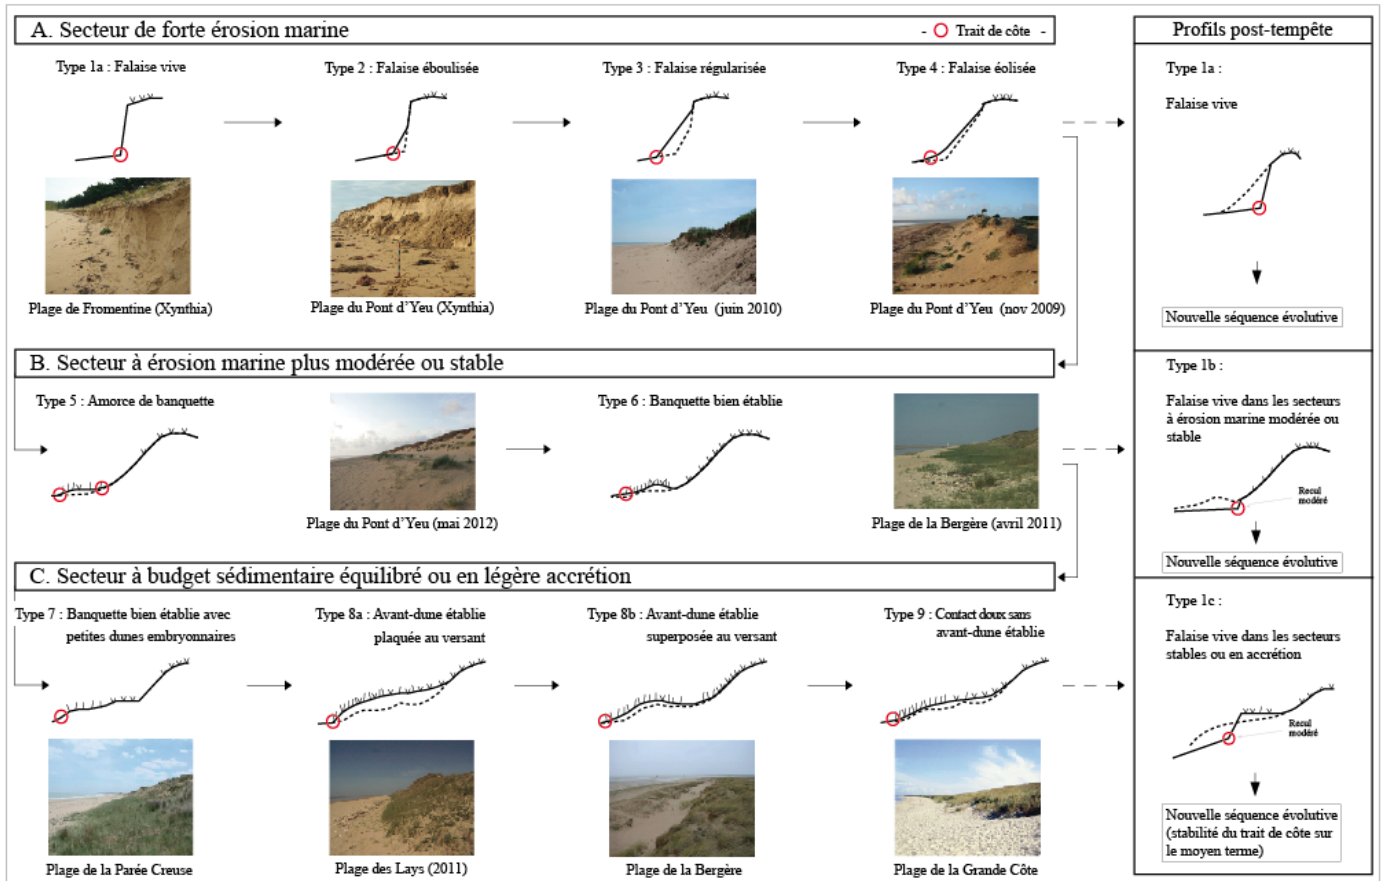 A. Secteur de forte érosion marine
- Trait de côte -
Type 1a : Falaise vive
Type 2 : Falaise éboulisée
Type 3 : Falaise régularisée
Type 4 : Falaise éolisée
Plage de Fromentine (Xynthia)
Plage du Pont d’Yeu (Xynthia)
Plage du Pont d’Yeu (juin 2010)
Plage du Pont d’Yeu (nov 2009)
B. Secteur à érosion marine plus modérée ou stable
Type 5 : Amorce de banquette
Plage du Pont d’Yeu (mai 2012)
Type 6 : Banquette bien établie
Plage de la Bergère (avril 2011)
C. Secteur à budget sédimentaire équilibré ou en légère accrétion
Type 7 : Banquette bien établie avec
petites dunes embryonnaires
Type 8a : Avant-dune établie
plaquée au versant
Type 8b : Avant-dune établie
superposée au versant
Type 9 : Contact doux sans
avant-dune établie
Plage de la Parée Creuse
Plage des Lays (2011)
Plage de la Bergère
Plage de la Grande Côte
Profils post-tempête
Type 1a :
Falaise vive
Nouvelle séquence évolutive
Type 1b :
Falaise vive dans les secteurs
à érosion marine modérée ou
stable
Recul
modéré
Nouvelle séquence évolutive
Type 1c :
Falaise vive dans les secteurs
stables ou en accrétion
Recul
modéré
Nouvelle séquence évolutive
(stabilité du trait de côte sur
le moyen terme)